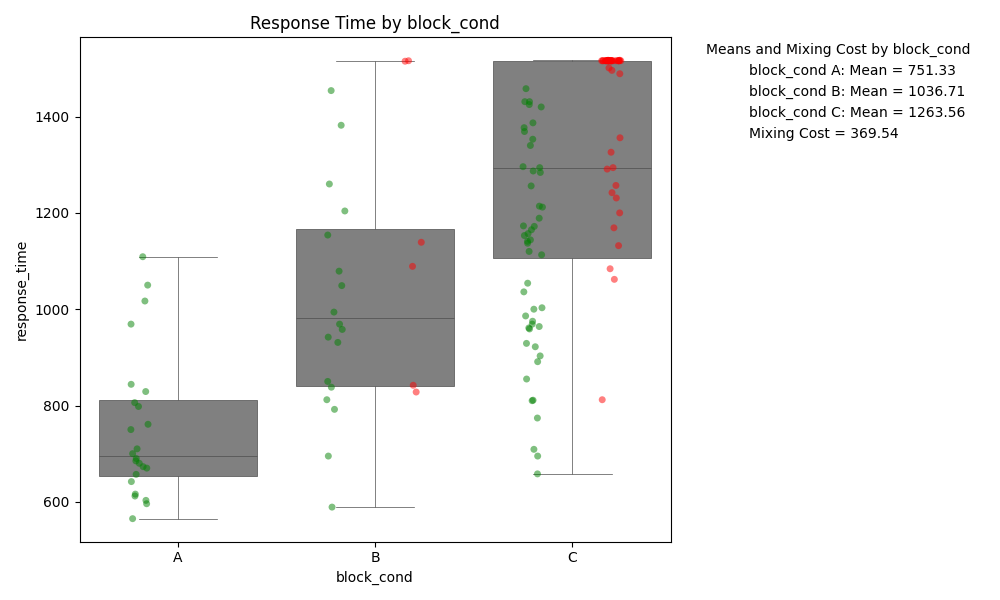 Response Time by block_cond
Means and Mixing Cost by block_cond
block_cond A: Mean = 751.33
block_cond B: Mean = 1036.71
block_cond C: Mean = 1263.56
Mixing Cost = 369.54
response_time
1400
1200
1000
800
600
A
B
C
block_cond